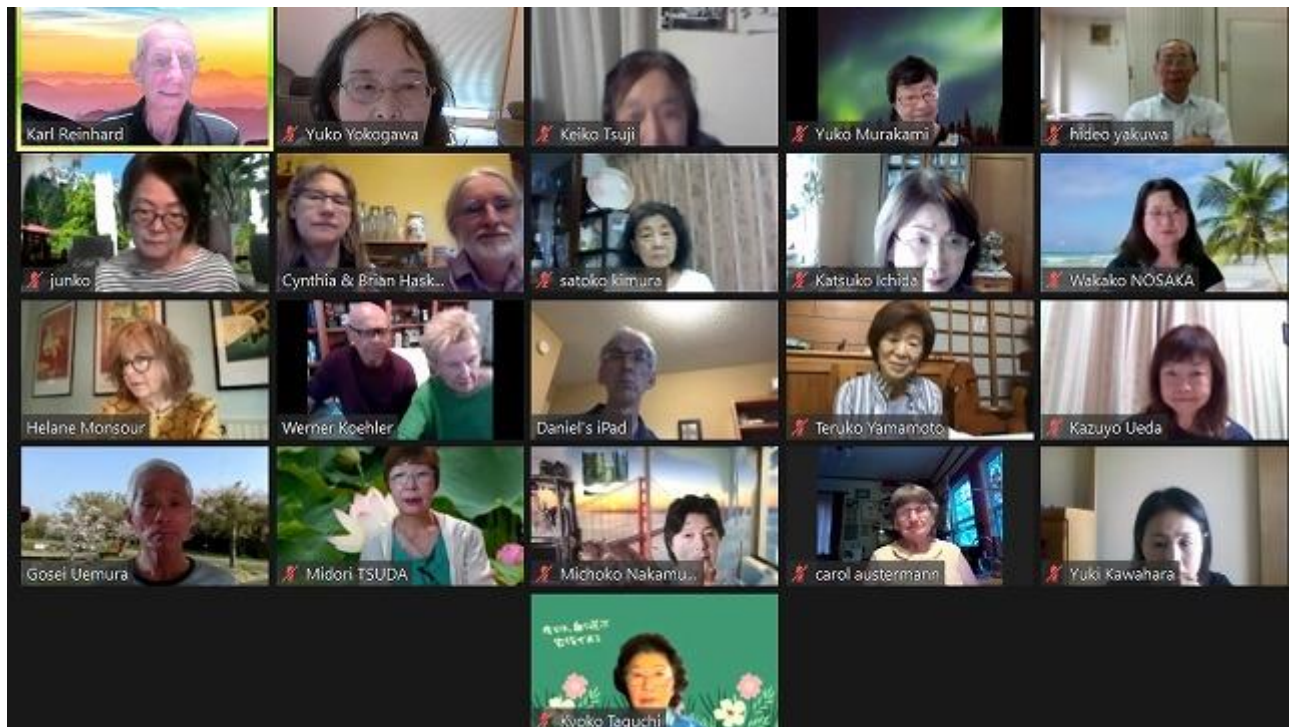 Karl Reinhard
Yuko Yokogawa
Keiko Tsuji
Yuko Murakami
hideo yakuwa
junko
Cynthia & Brian Hask...
satoko kimura
Katsuko Ichida
Wakako NOSAKA
Helane Monsour
Werner Koehler
Daniel's iPad
Teruko Yamamoto
Kazuyo Ueda
Gosei Uemura
Midori TSUDA
Michoko Nakamu...
carol austermann
Yuki Kawahara
Kyoko Taguchi